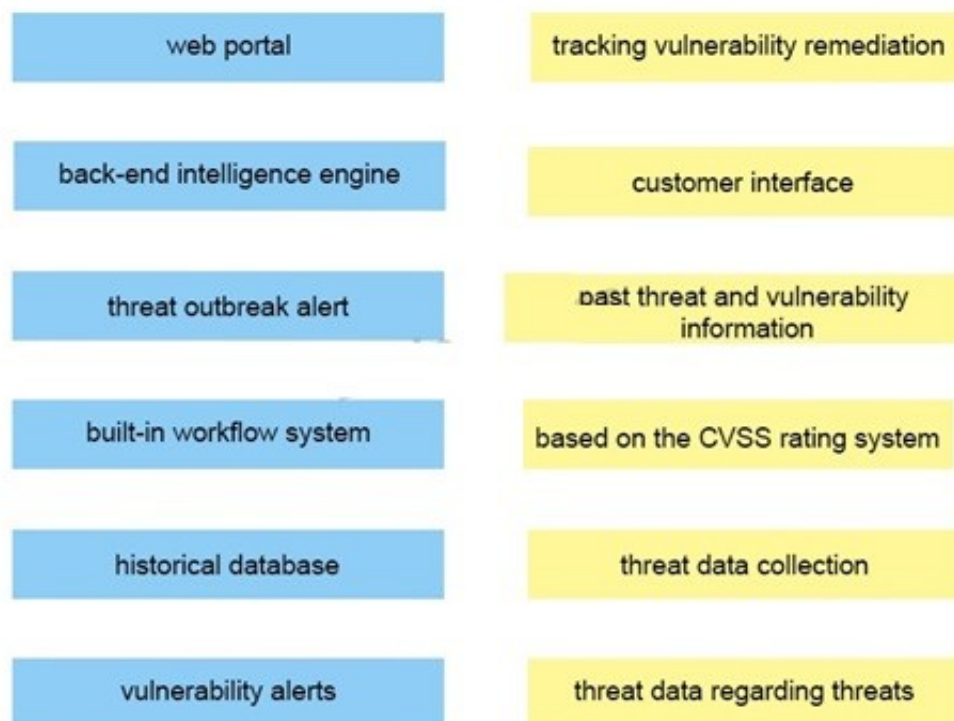 web portal
tracking vulnerability remediation
back-end intelligence engine
customer interface
threat outbreak alert
past threat and vulnerability
information
built-in workflow system
based on the CVSS rating system
historical database
threat data collection
vulnerability alerts
threat data regarding threats